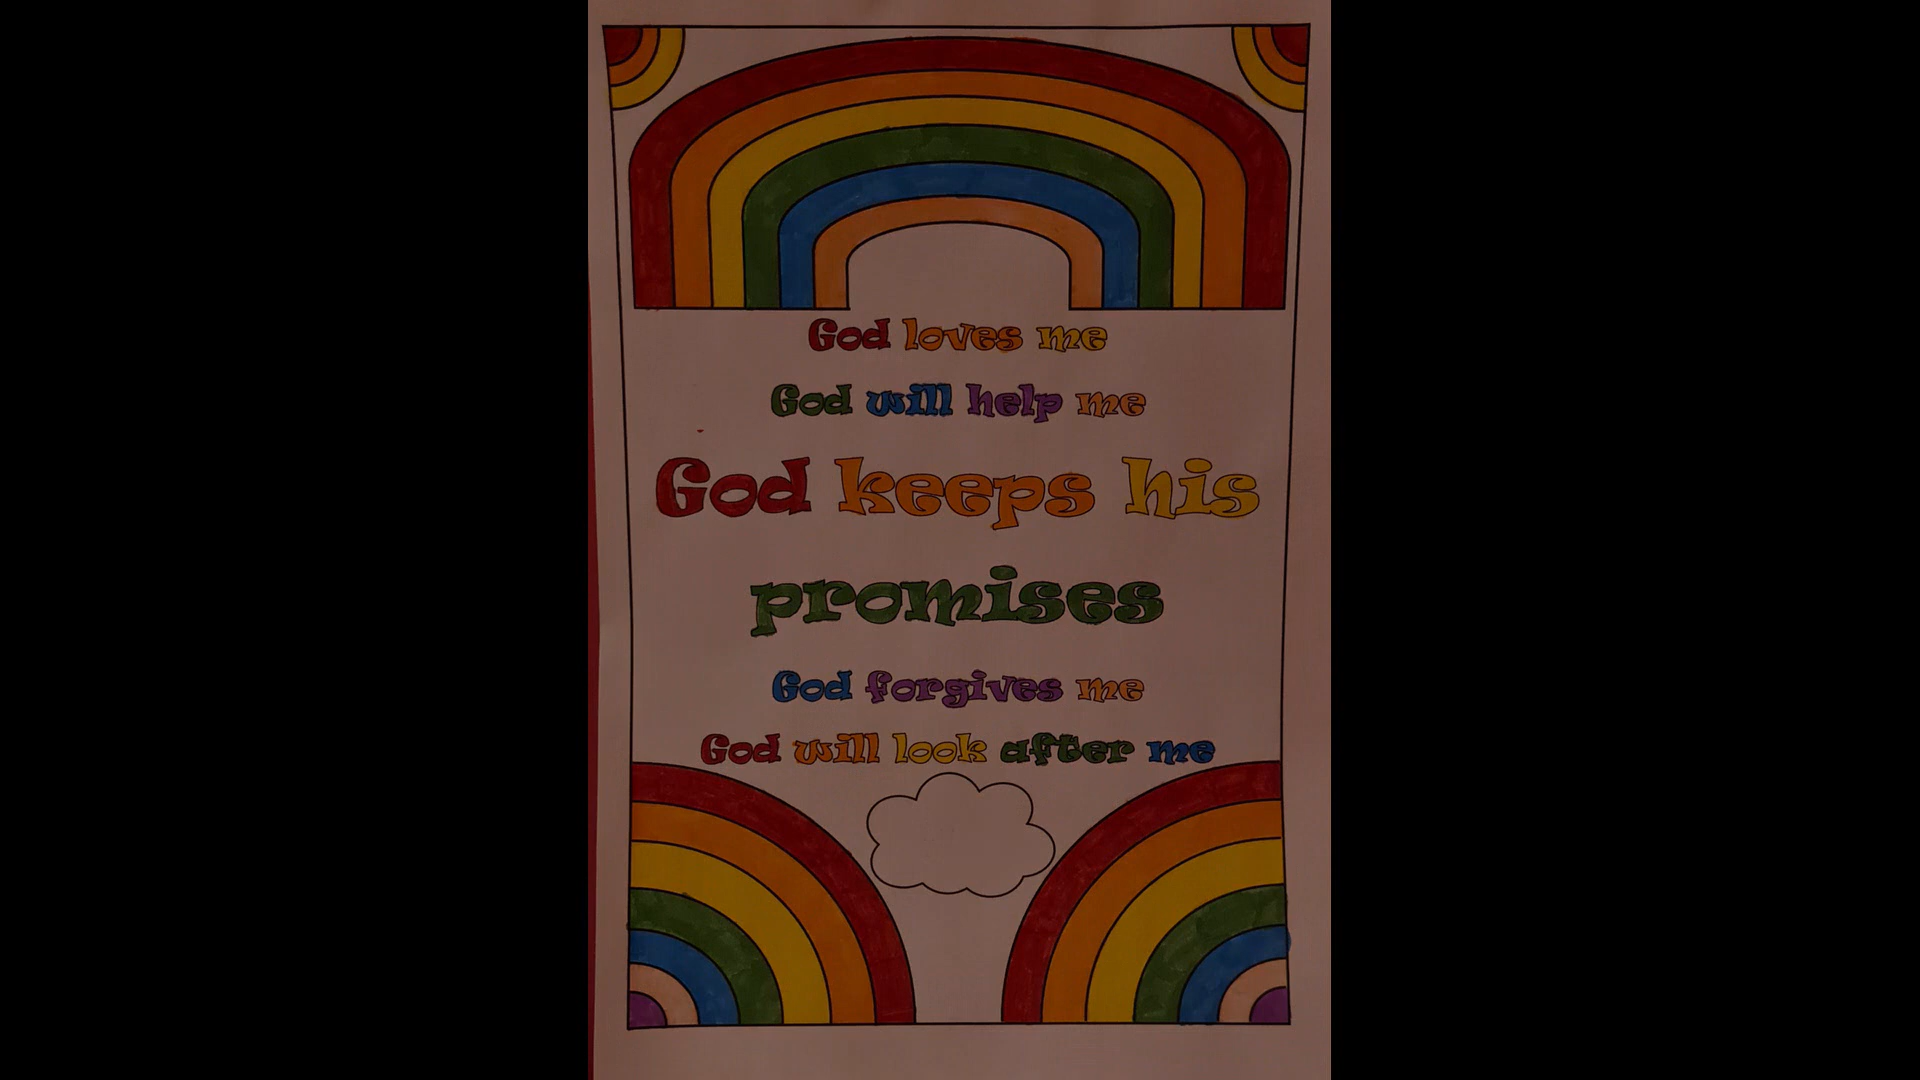 God loves me
God will help me
God keeps his
promises
God forgives me
God will look after me